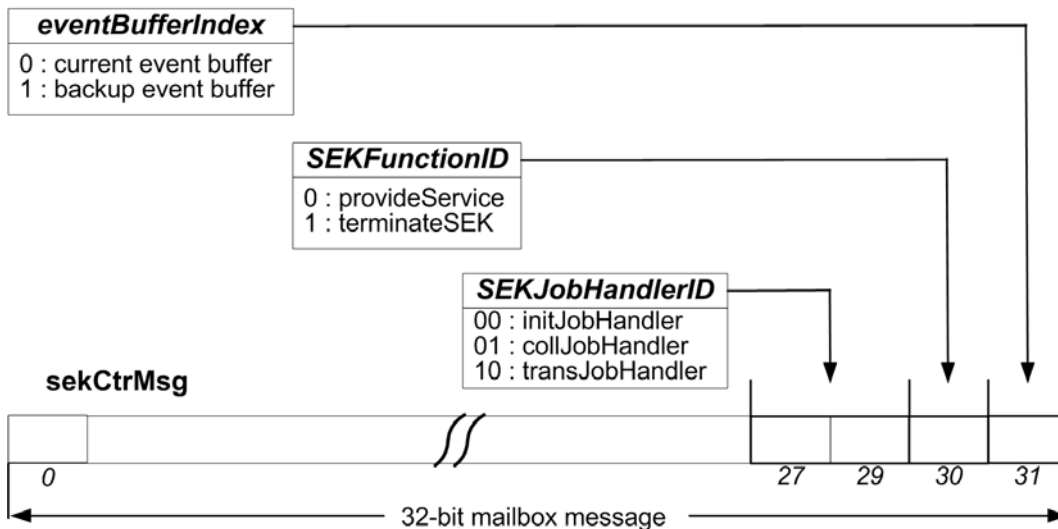 eventBufferIndex
0 : current event buffer
1 : backup event buffer
SEKFunctionID
0 : provideService
1 : terminateSEK
SEKJobHandlerID
00 : initJobHandler
01 : collJobHandler
10 : transJobHandler
sekCtrMsg
0 27 29 30 31
32-bit mailbox message